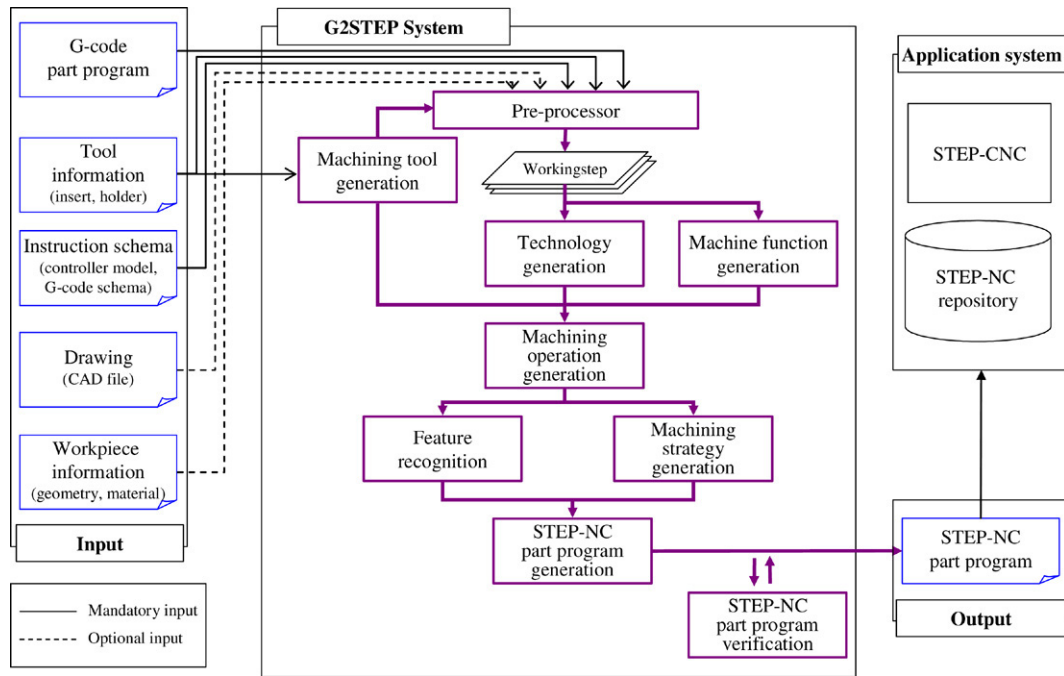 G-code
part program
Tool
information
(insert, holder)
Instruction schema
(controller model,
G-code schema)
Drawing
(CAD file)
Workpiece
information
(geometry, material)
Input
Mandatory input
Optional input
G2STEP System
Pre-processor
Machining tool
generation
Workingstep
Technology
generation
Machine function
generation
Machining
operation
generation
Feature
recognition
Machining
strategy
generation
STEP-NC
part program
generation
STEP-NC
part program
verification
Application system
STEP-CNC
STEP-NC
repository
STEP-NC
part program
Output